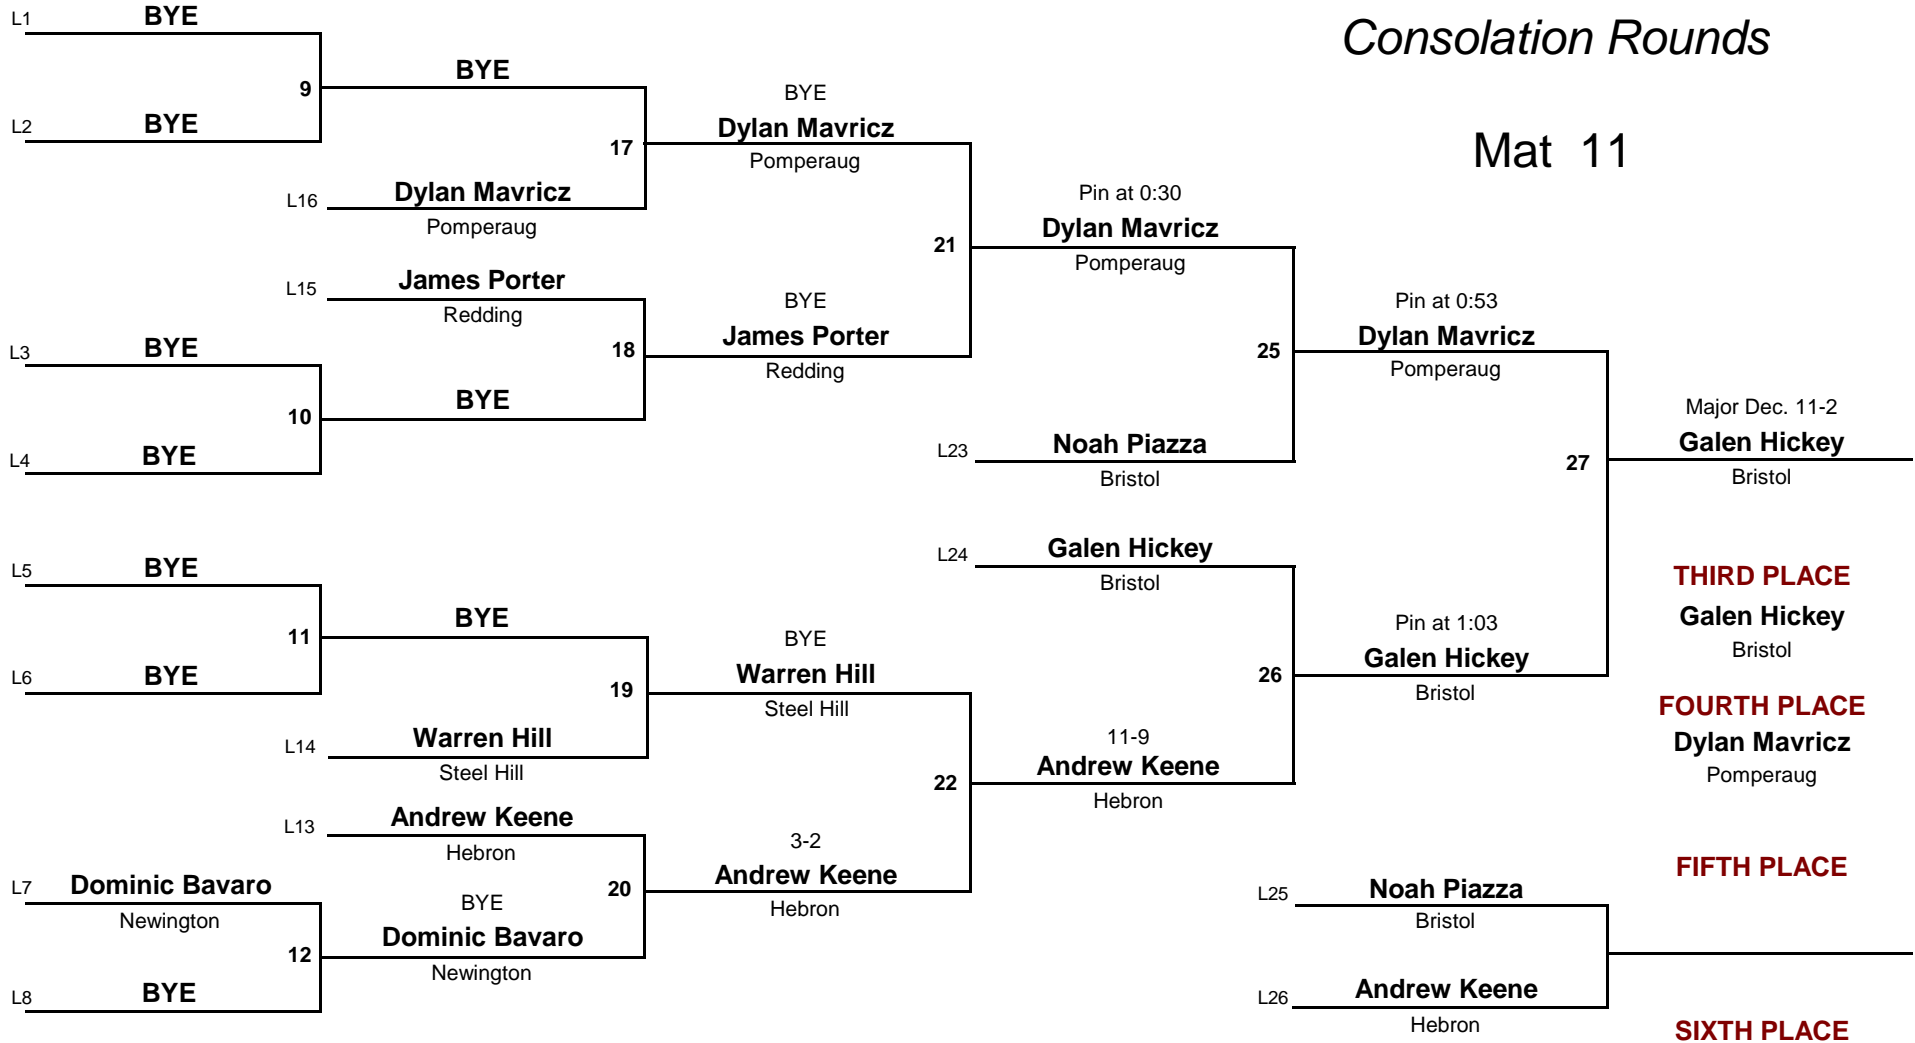 Consolation Rounds
Mat 11
L1 BYE
9
L2 BYE
BYE
17
L16 Dylan Mavricz
Pomperaug
BYE
Dylan Mavricz
Pomperaug
L15 James Porter
Redding
L3 BYE
10
L4 BYE
BYE
18
BYE
James Porter
Redding
21
Pin at 0:30
Dylan Mavricz
Pomperaug
25
L23 Noah Piazza
Bristol
Pin at 0:53
Dylan Mavricz
Pomperaug
27
Major Dec. 11-2
Galen Hickey
Bristol
L5 BYE
11
L6 BYE
BYE
19
L14 Warren Hill
Steel Hill
BYE
Warren Hill
Steel Hill
L13 Andrew Keene
Hebron
L7 Dominic Bavaro
Newington
12
L8 BYE
BYE
Dominic Bavaro
Newington
20
3-2
Andrew Keene
Hebron
22
11-9
Andrew Keene
Hebron
L24 Galen Hickey
Bristol
26
Pin at 1:03
Galen Hickey
Bristol
THIRD PLACE
Galen Hickey
Bristol
FOURTH PLACE
Dylan Mavricz
Pomperaug
L25 Noah Piazza
Bristol
L26 Andrew Keene
Hebron
FIFTH PLACE
SIXTH PLACE